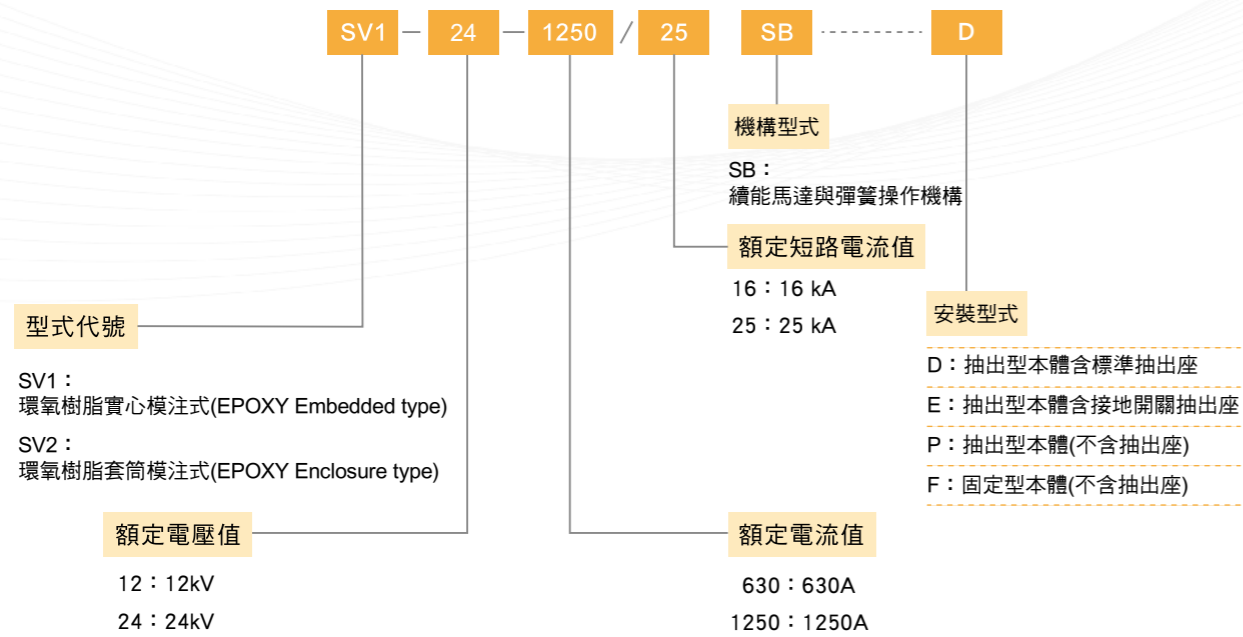 SV1 — 24 — 1250 / 25 SB D
機構型式
SB：
續能馬達與彈簧操作機構
額定短路電流值
16：16 kA
25：25 kA
型式代號
SV1：
環氧樹脂實心模注式(EPOXY Embedded type)
SV2：
環氧樹脂套筒模注式(EPOXY Enclosure type)
安裝型式
D：抽出型本體含標準抽出座
E：抽出型本體含接地開關抽出座
P：抽出型本體(不含抽出座)
F：固定型本體(不含抽出座)
額定電壓值
12：12kV
24：24kV
額定電流值
630：630A
1250：1250A